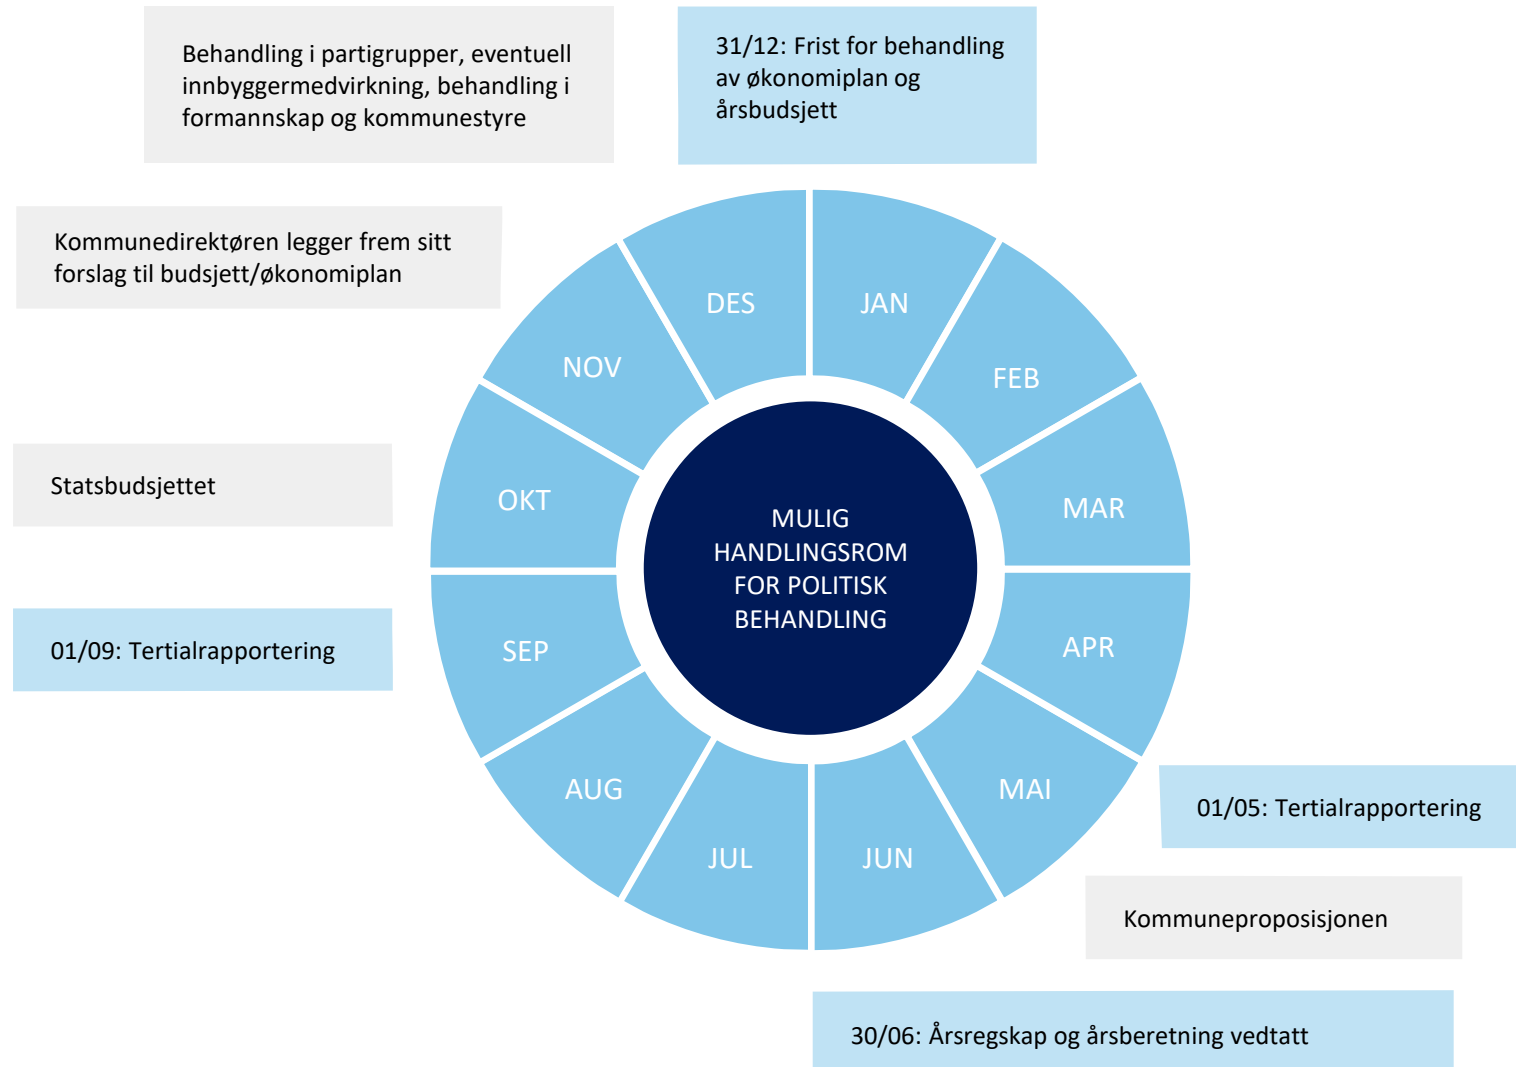 Behandling i partigrupper, eventuell
innbyggermedvirkning, behandling i
formannskap og kommunestyre
31/12: Frist for behandling
av økonomiplan og
årsbudsjett
Kommunedirektøren legger frem sitt
forslag til budsjett/økonomiplan
Statsbudsjettet
01/09: Tertialrapportering
DES
JAN
NOV
FEB
OKT
MAR
MULIG
HANDLINGSROM
FOR POLITISK
BEHANDLING
SEP
APR
AUG
MAI
JUL
JUN
01/05: Tertialrapportering
Kommuneproposisjonen
30/06: Årsregskap og årsberetning vedtatt